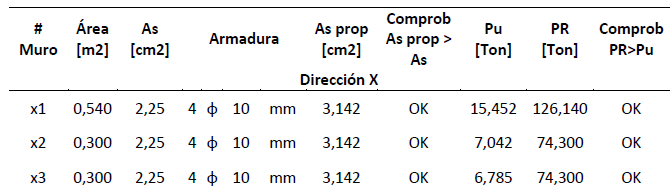 # Muro Área [m2] As [cm2] Armadura As prop [cm2] Comprob As prop > As Pu [Ton] PR [Ton] Comprob PR>Pu
Dirección X
x1 0,540 2,25 4 ϕ 10 mm 3,142 OK 15,452 126,140 OK
x2 0,300 2,25 4 ϕ 10 mm 3,142 OK 7,042 74,300 OK
x3 0,300 2,25 4 ϕ 10 mm 3,142 OK 6,785 74,300 OK